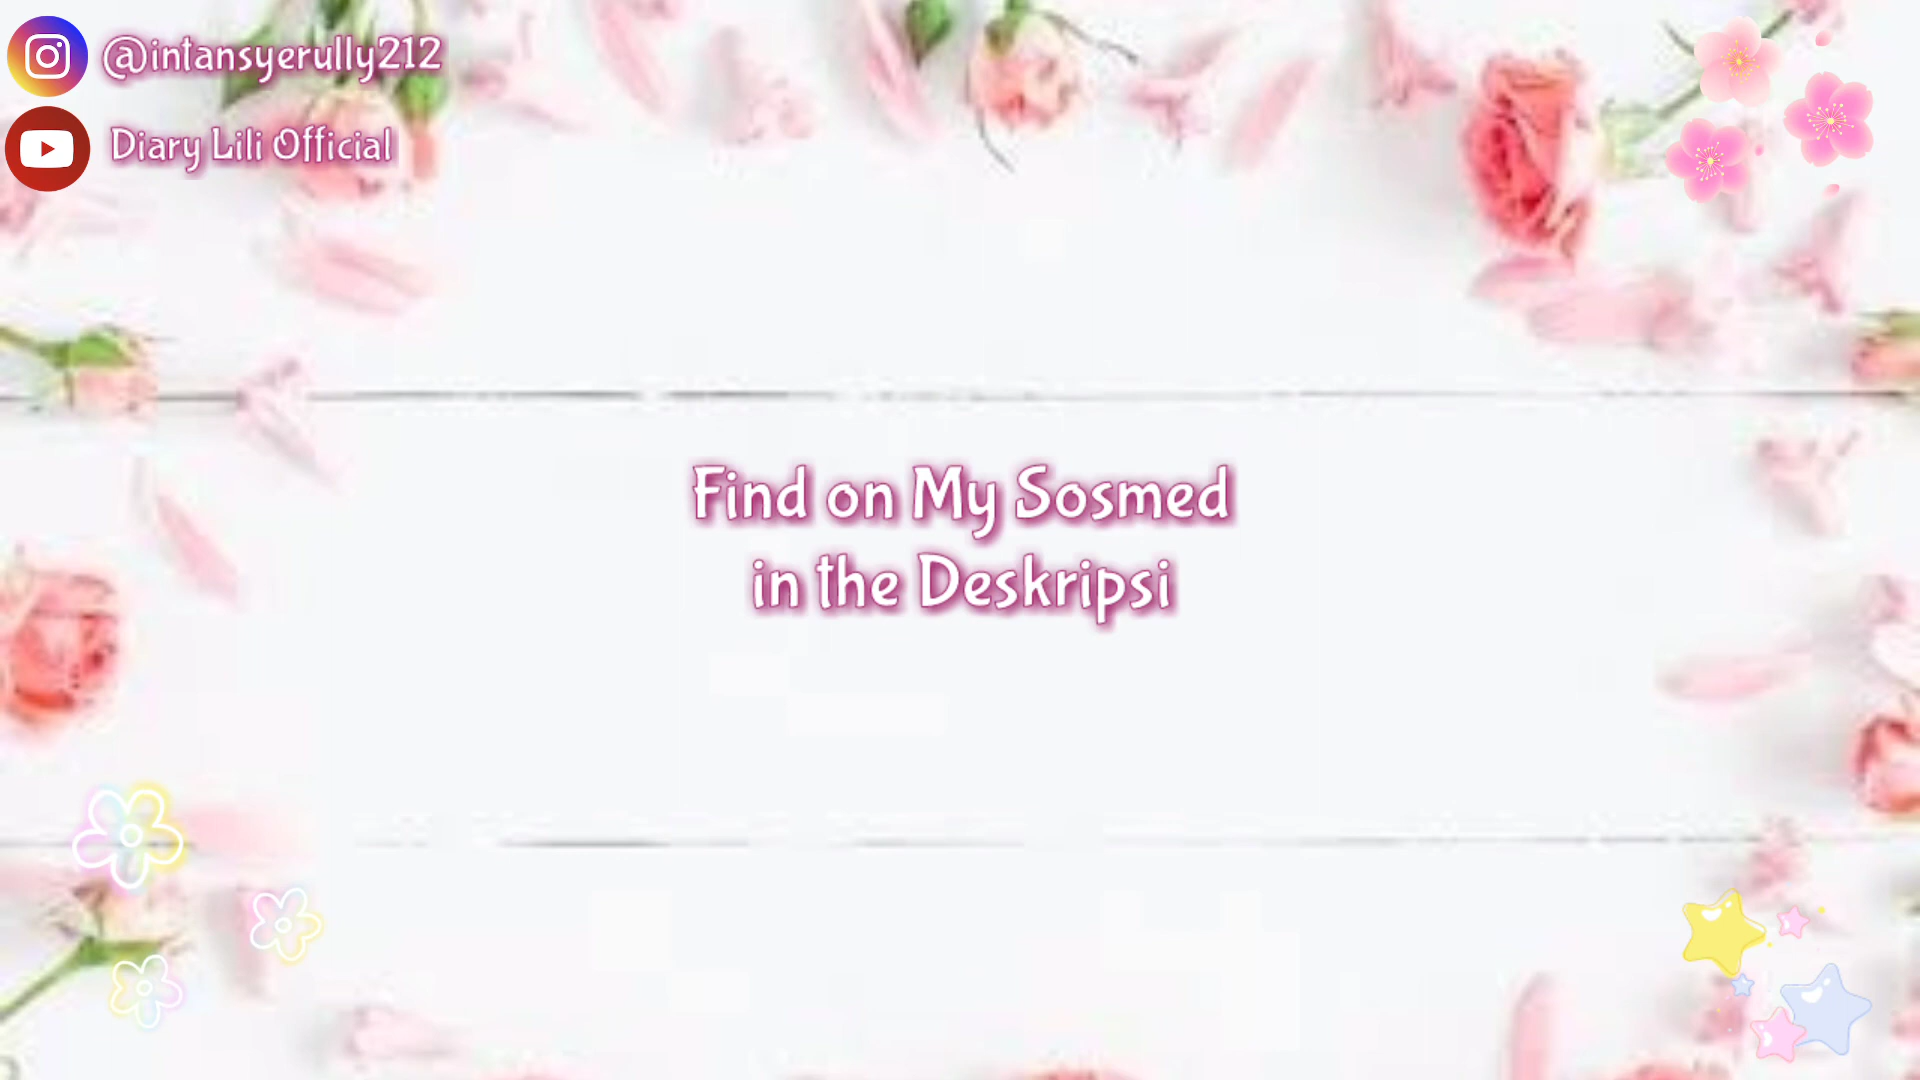 @intansyerully212
Diary Lili Official
Find on My Sosmed
in the Deskripsi